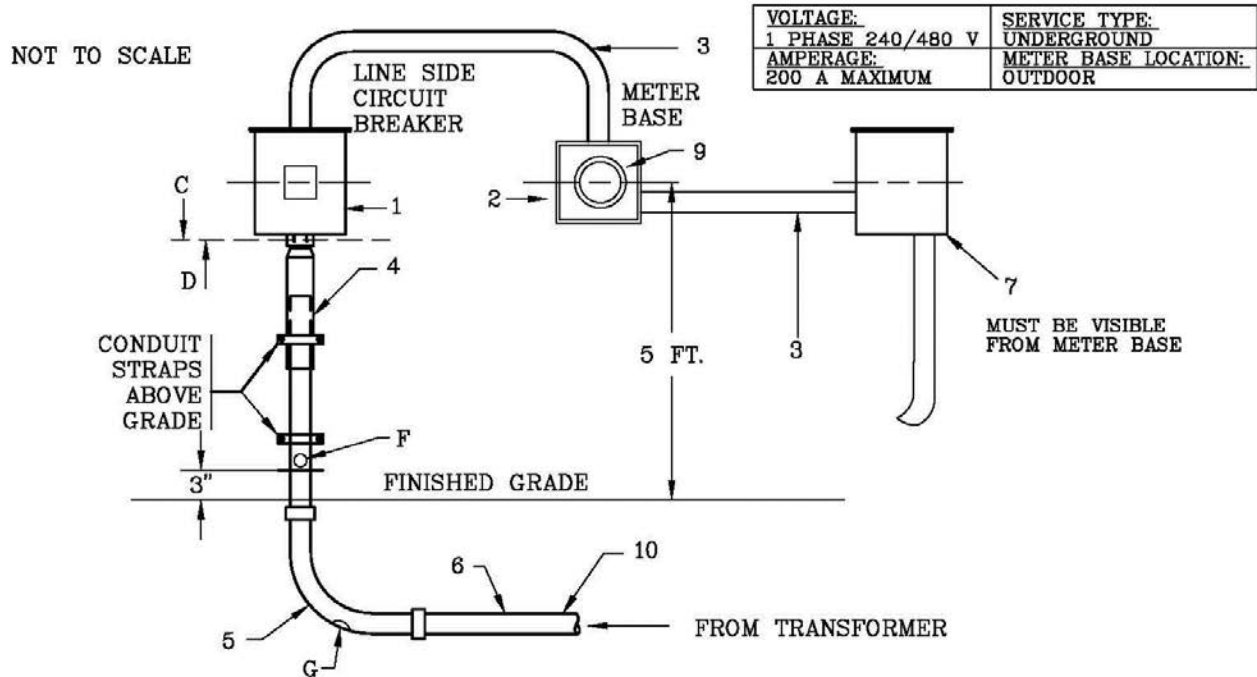 VOLTAGE:
1 PHASE 240/480 V
SERVICE TYPE:
UNDERGROUND
AMPERAGE:
200 A MAXIMUM
METER BASE LOCATION:
OUTDOOR
NOT TO SCALE
3
LINE SIDE
CIRCUIT
BREAKER
METER
BASE
9
C
2
1
D
4
7
MUST BE VISIBLE
FROM METER BASE
CONDUIT
STRAPS
ABOVE
GRADE
5 FT.
3
F
3"
FINISHED GRADE
6
10
5
FROM TRANSFORMER
G